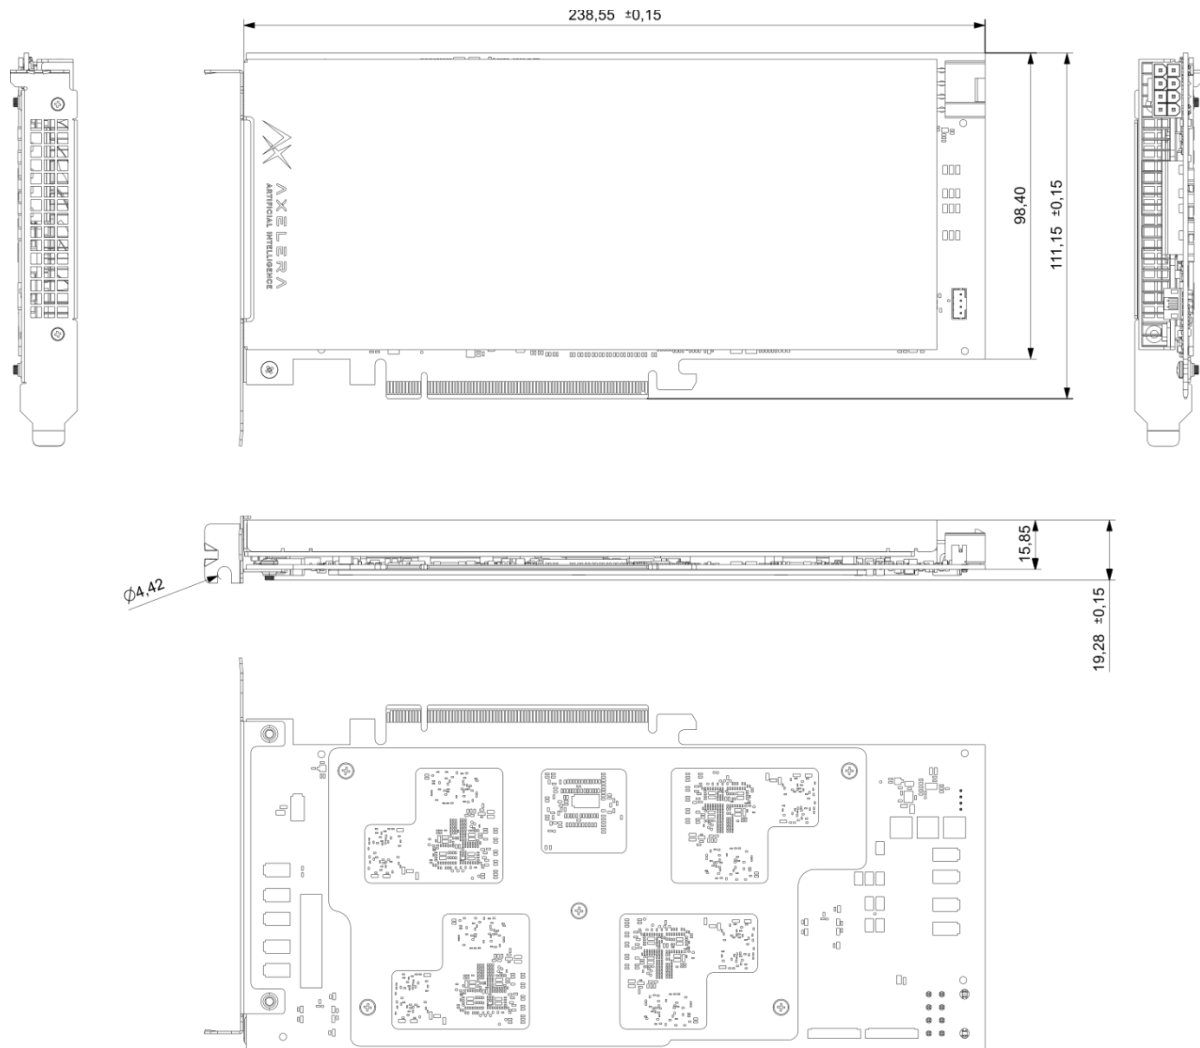 238,55 ±0,15
AXELERA
ARTIFICIAL INTELLIGENCE
98,40
111,15 ±0,15
Ø4,42
15,85
19,28 ±0,15